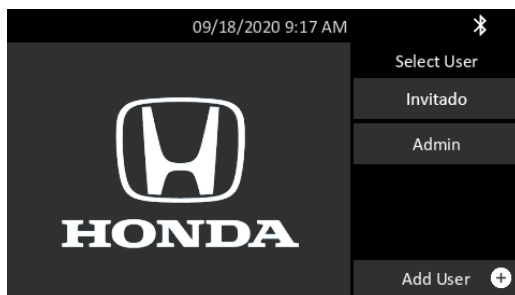 09/18/2020 9:17 AM
Select User
Invitado
Admin
HONDA
Add User